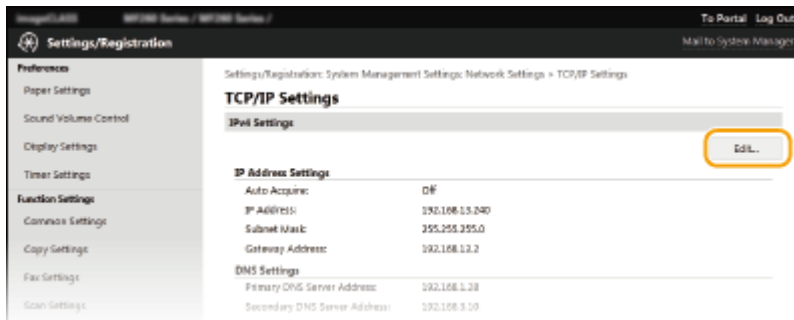 To Portal Log Out
Settings/Registration
Mail to System Manager
Preferences
Paper Settings
Sound Volume Control
Display Settings
Timer Settings
Function Settings
Common Settings
Copy Settings
Fax Settings
Scan Settings
Settings/Registration: System Management Settings: Network Settings > TCP/IP Settings
TCP/IP Settings
IPv4 Settings
Edit...
IP Address Settings
Auto Acquire: Off
IP Address: 192.168.13.240
Subnet Mask: 255.255.255.0
Gateway Address: 192.168.13.2
DNS Settings
Primary DNS Server Address: 192.168.1.20
Secondary DNS Server Address: 192.168.3.10